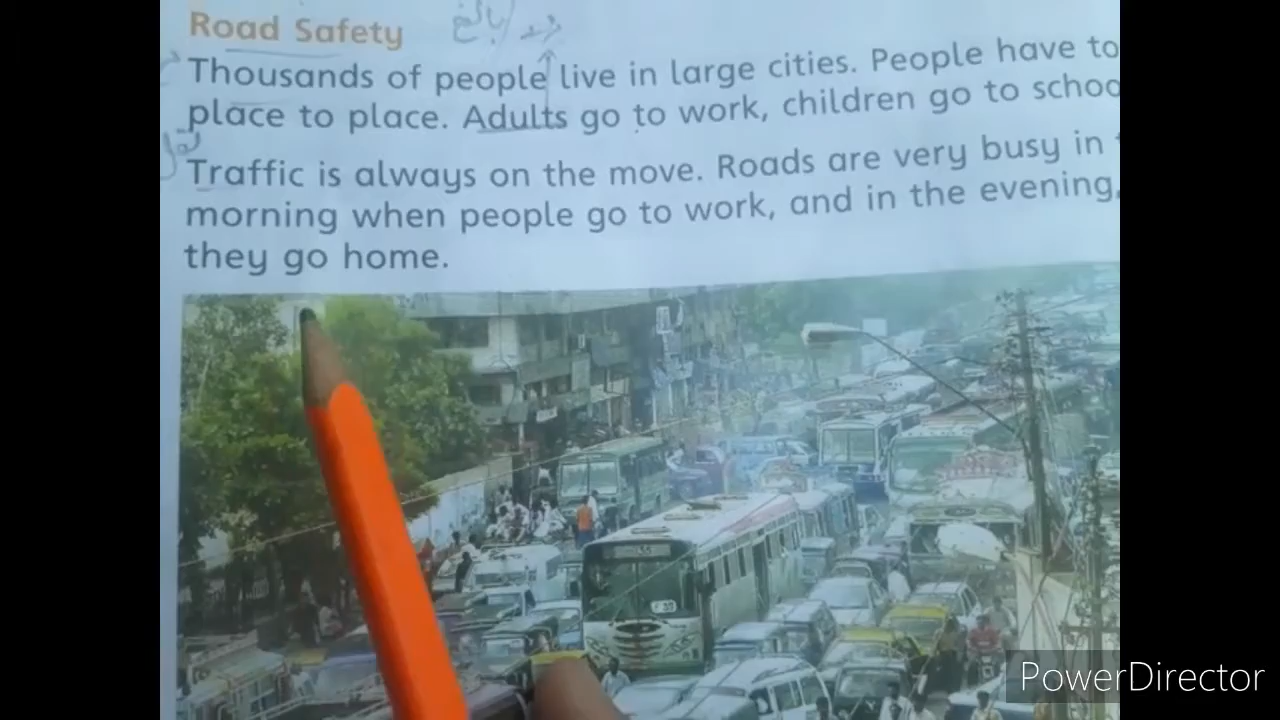 Road Safety
بالغ
Thousands of people live in large cities. People have to
place to place. Adults go to work, children go to schoo
Traffic is always on the move. Roads are very busy in
morning when people go to work, and in the evening,
they go home.
PowerDirector